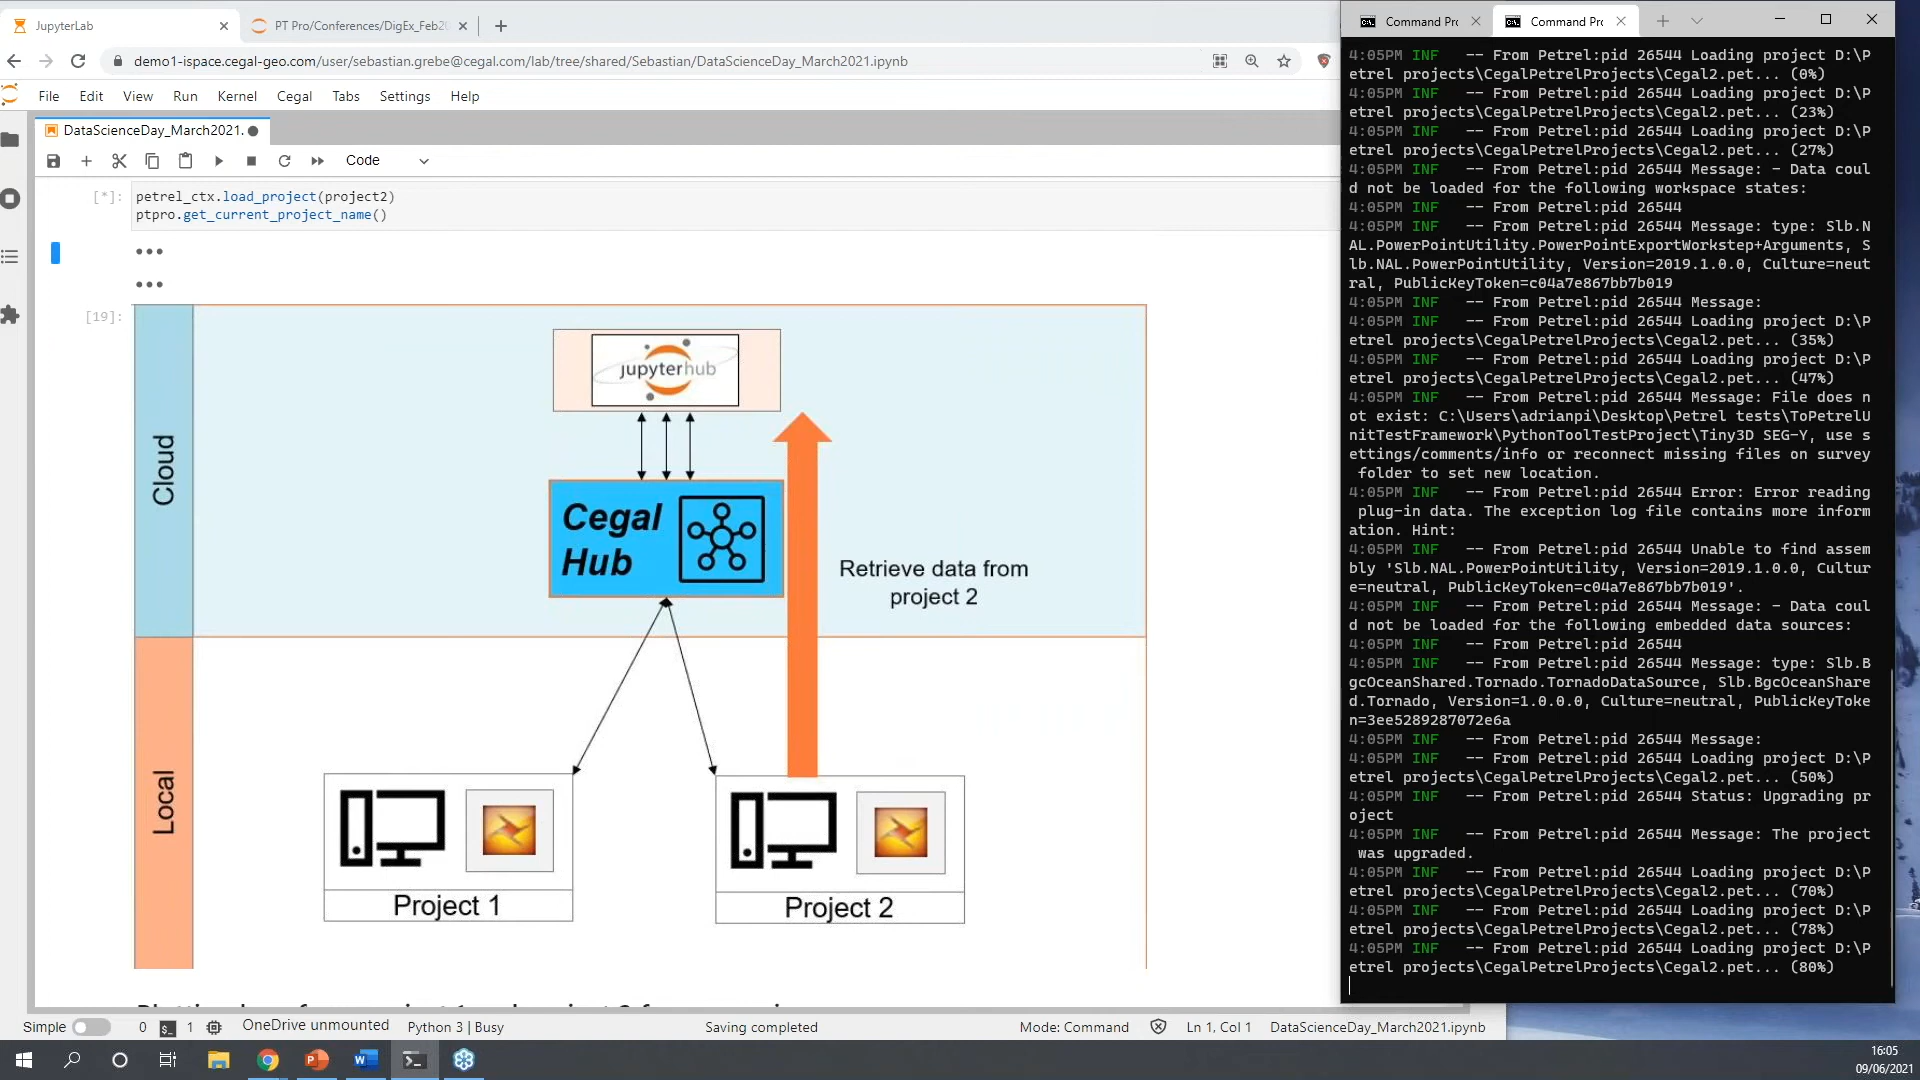 JupyterLab
PT Pro/Conferences/DigEx_Feb20
demo1-ispace.cegal-geo.com/user/sebastian.grebe@cegal.com/lab/tree/shared/Sebastian/DataScienceDay_March2021.ipynb
File Edit View Run Kernel Cegal Tabs Settings Help
DataScienceDay_March2021.
Code
[*]:
petrel_ctx.load_project(project2)
ptpro.get_current_project_name()
[19]:
Cloud
jupyterhub
Cegal
Hub
Retrieve data from
project 2
Local
Project 1
Project 2
Simple 0 $_ 1 OneDrive unmounted Python 3 | Busy Saving completed Mode: Command Ln 1, Col 1 DataScienceDay_March2021.ipynb
Command Pr Command Pr
4:05PM INF -- From Petrel:pid 26544 Loading project D:\P
etrel projects\CegalPetrelProjects\Cegal2.pet... (0%)
4:05PM INF -- From Petrel:pid 26544 Loading project D:\P
etrel projects\CegalPetrelProjects\Cegal2.pet... (23%)
4:05PM INF -- From Petrel:pid 26544 Loading project D:\P
etrel projects\CegalPetrelProjects\Cegal2.pet... (27%)
4:05PM INF -- From Petrel:pid 26544 Message: - Data coul
d not be loaded for the following workspace states:
4:05PM INF -- From Petrel:pid 26544
4:05PM INF -- From Petrel:pid 26544 Message: type: Slb.N
AL.PowerPointUtility.PowerPointExportWorkstep+Arguments, S
lb.NAL.PowerPointUtility, Version=2019.1.0.0, Culture=neut
ral, PublicKeyToken=c04a7e867bb7b019
4:05PM INF -- From Petrel:pid 26544 Message:
4:05PM INF -- From Petrel:pid 26544 Loading project D:\P
etrel projects\CegalPetrelProjects\Cegal2.pet... (35%)
4:05PM INF -- From Petrel:pid 26544 Loading project D:\P
etrel projects\CegalPetrelProjects\Cegal2.pet... (47%)
4:05PM INF -- From Petrel:pid 26544 Message: File does n
ot exist: C:\Users\adrianpi\Desktop\Petrel tests\ToPetrelU
nitTestFramework\PythonToolTestProject\Tiny3D SEG-Y, use s
ettings/comments/info or reconnect missing files on survey
folder to set new location.
4:05PM INF -- From Petrel:pid 26544 Error: Error reading
plug-in data. The exception log file contains more inform
ation. Hint:
4:05PM INF -- From Petrel:pid 26544 Unable to find assem
bly 'Slb.NAL.PowerPointUtility, Version=2019.1.0.0, Cultur
e=neutral, PublicKeyToken=c04a7e867bb7b019'.
4:05PM INF -- From Petrel:pid 26544 Message: - Data coul
d not be loaded for the following embedded data sources:
4:05PM INF -- From Petrel:pid 26544
4:05PM INF -- From Petrel:pid 26544 Message: type: Slb.B
gcOceanShared.Tornado.TornadoDataSource, Slb.BgcOceanShare
d.Tornado, Version=1.0.0.0, Culture=neutral, PublicKeyToke
n=3ee5289287072e6a
4:05PM INF -- From Petrel:pid 26544 Message:
4:05PM INF -- From Petrel:pid 26544 Loading project D:\P
etrel projects\CegalPetrelProjects\Cegal2.pet... (50%)
4:05PM INF -- From Petrel:pid 26544 Status: Upgrading pr
oject
4:05PM INF -- From Petrel:pid 26544 Message: The project
was upgraded.
4:05PM INF -- From Petrel:pid 26544 Loading project D:\P
etrel projects\CegalPetrelProjects\Cegal2.pet... (70%)
4:05PM INF -- From Petrel:pid 26544 Loading project D:\P
etrel projects\CegalPetrelProjects\Cegal2.pet... (78%)
4:05PM INF -- From Petrel:pid 26544 Loading project D:\P
etrel projects\CegalPetrelProjects\Cegal2.pet... (80%)
16:05
09/06/2021